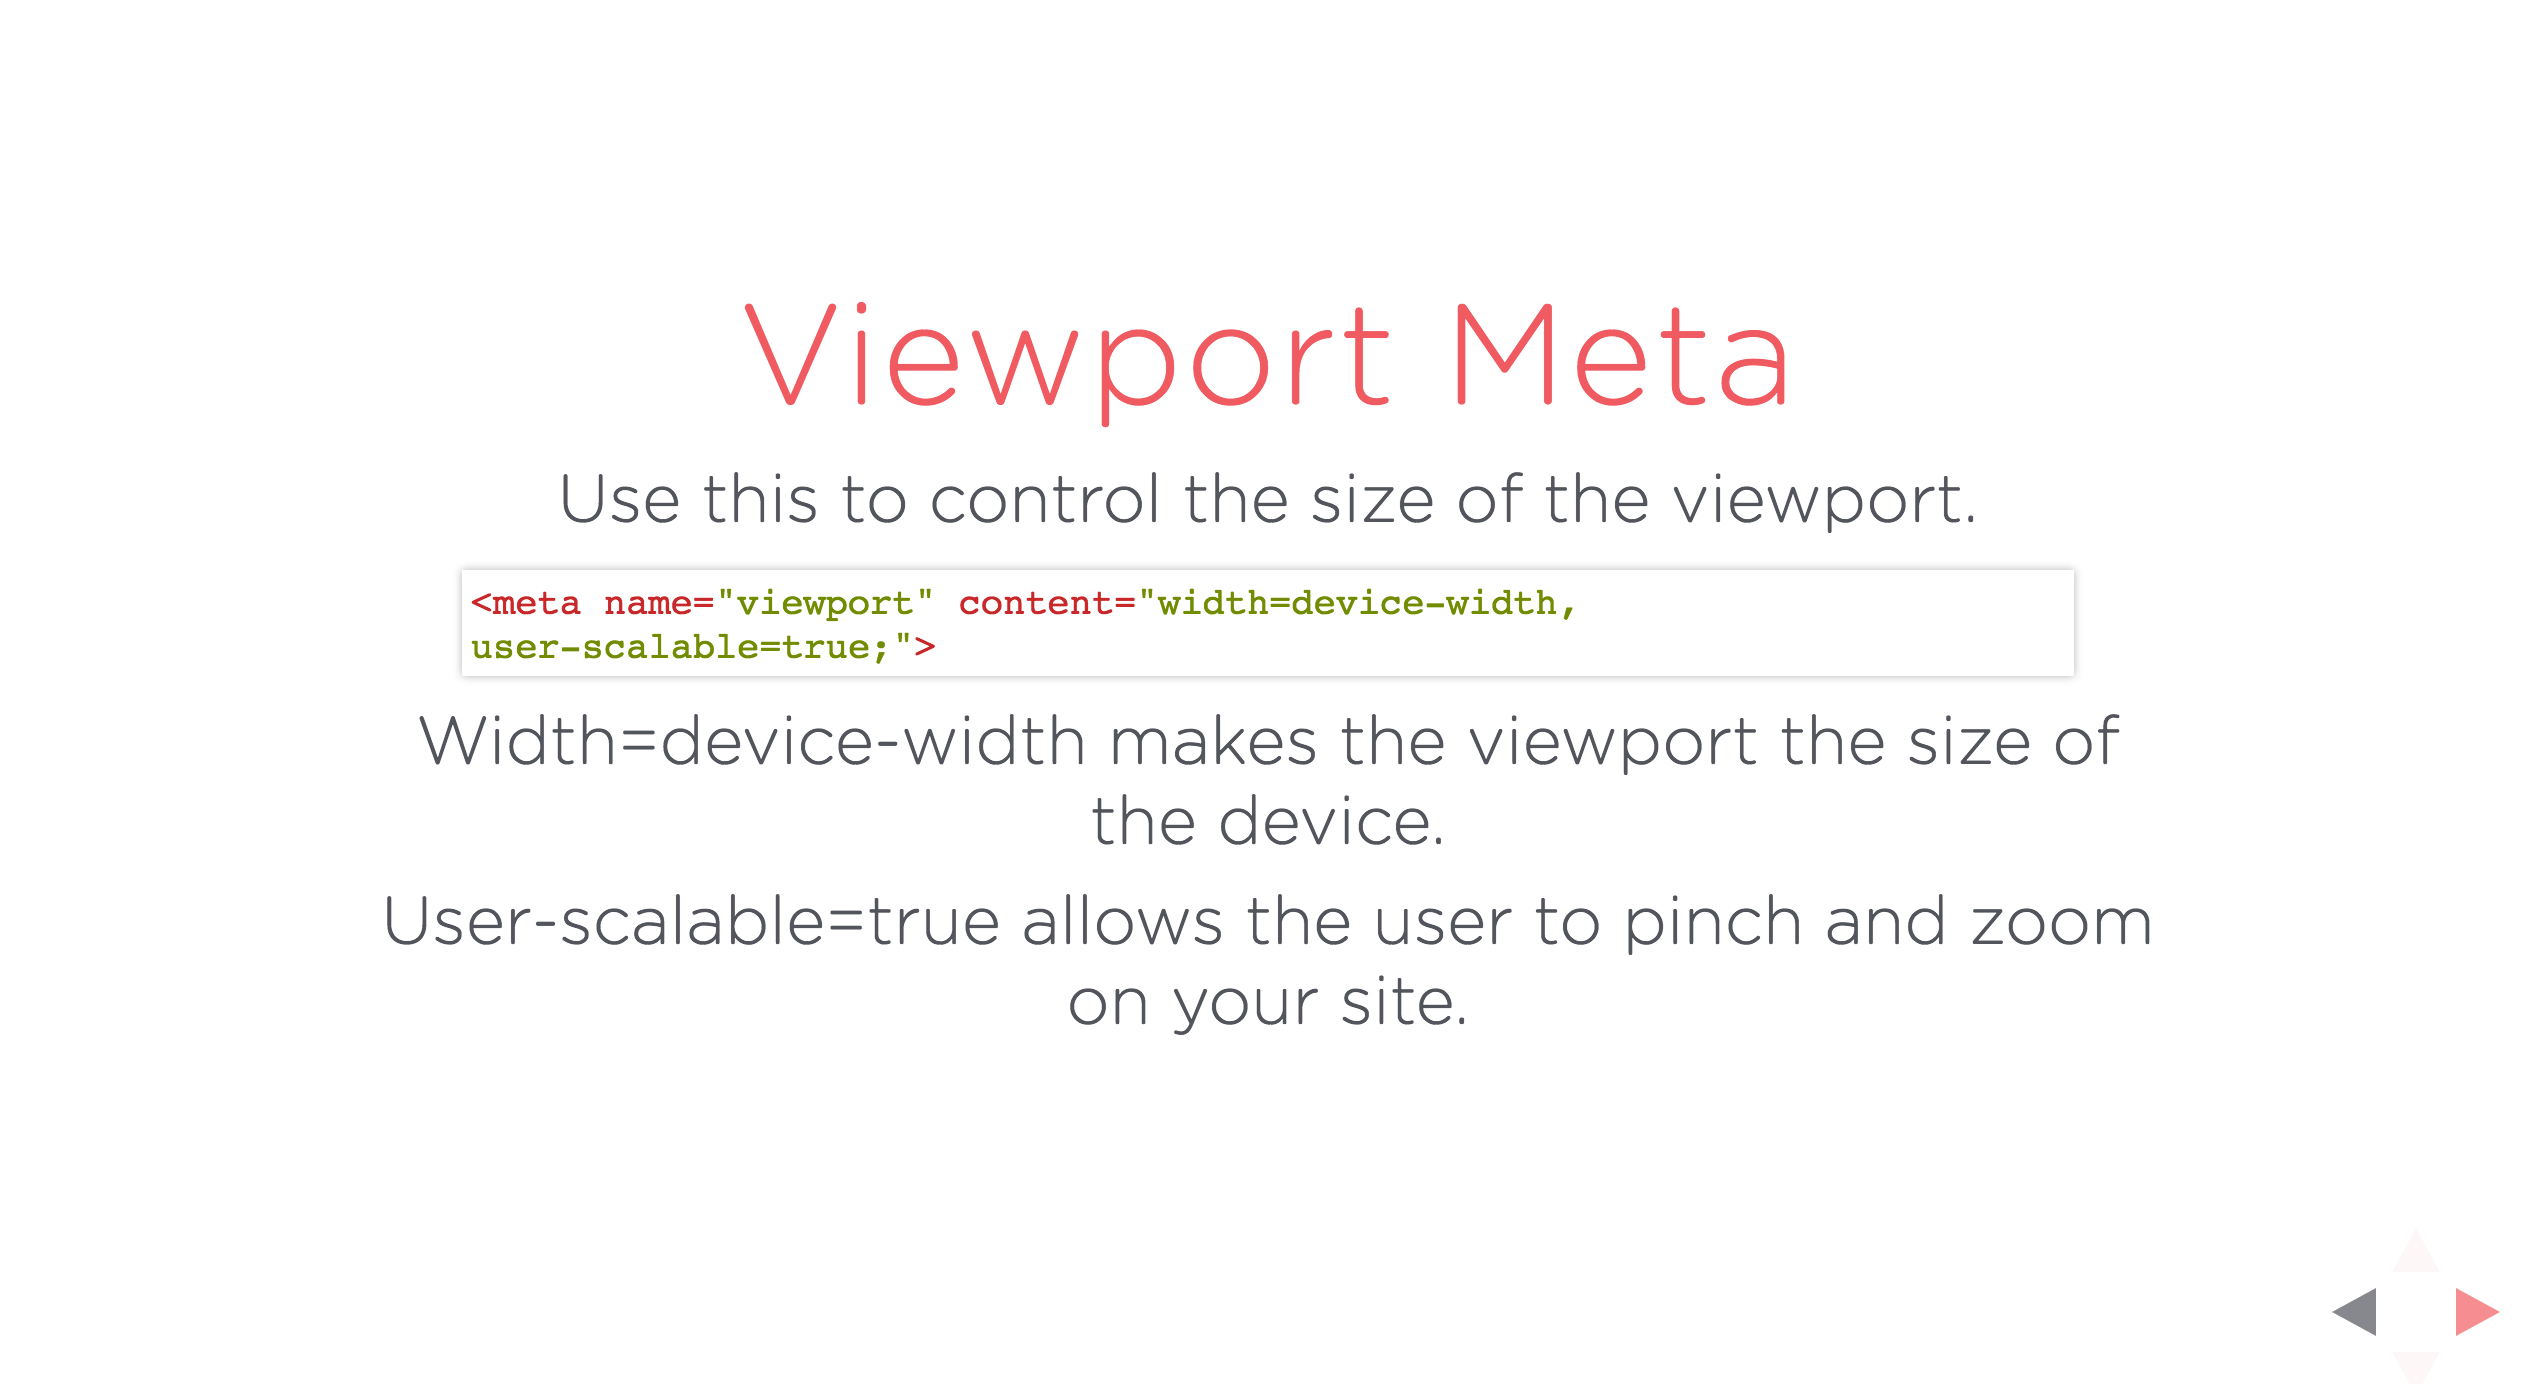 Viewport Meta
Use this to control the size of the viewport.
<meta name="viewport" content="width=device-width,
user-scalable=true;">
Width=device-width makes the viewport the size of
the device.
User-scalable=true allows the user to pinch and zoom
on your site.